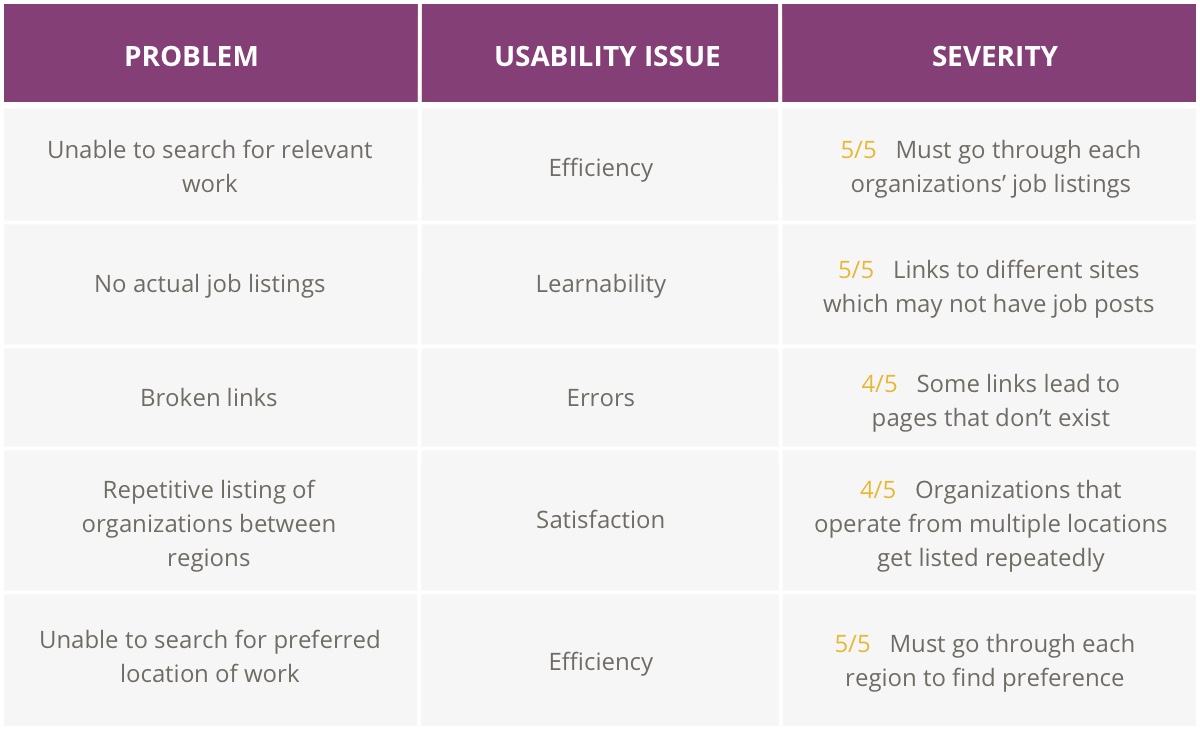 PROBLEM
USABILITY ISSUE
SEVERITY
Unable to search for relevant
work
Efficiency
5/5 Must go through each
organizations’ job listings
No actual job listings
Learnability
5/5 Links to different sites
which may not have job posts
Broken links
Errors
4/5 Some links lead to
pages that don’t exist
Repetitive listing of
organizations between
regions
Satisfaction
4/5 Organizations that
operate from multiple locations
get listed repeatedly
Unable to search for preferred
location of work
Efficiency
5/5 Must go through each
region to find preference